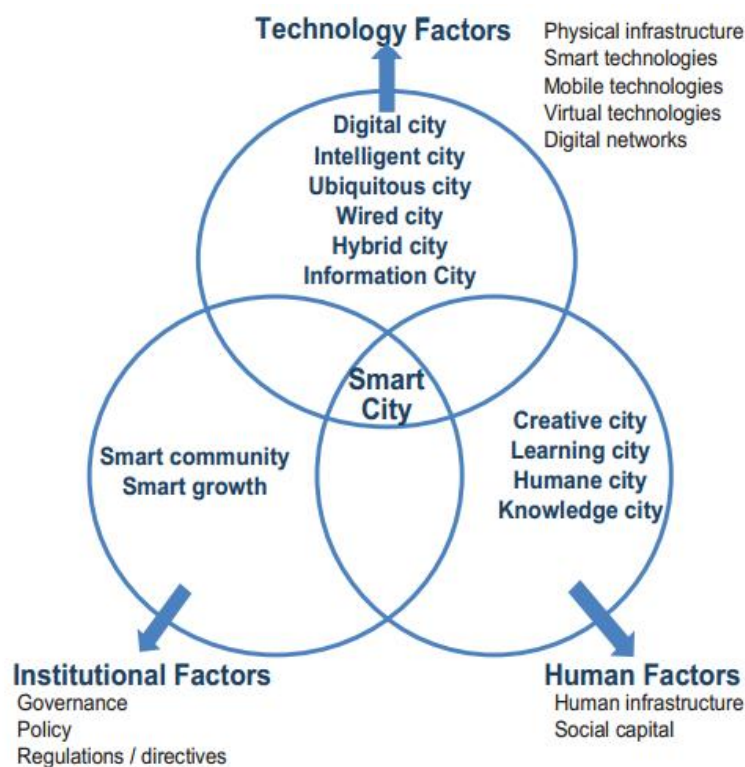 Technology Factors
Physical infrastructure
Smart technologies
Mobile technologies
Virtual technologies
Digital networks
Digital city
Intelligent city
Ubiquitous city
Wired city
Hybrid city
Information City
Smart
City
Smart community
Smart growth
Creative city
Learning city
Humane city
Knowledge city
Institutional Factors
Governance
Policy
Regulations / directives
Human Factors
Human infrastructure
Social capital